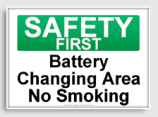 SAFETY
FIRST
Battery
Changing Area
No Smoking